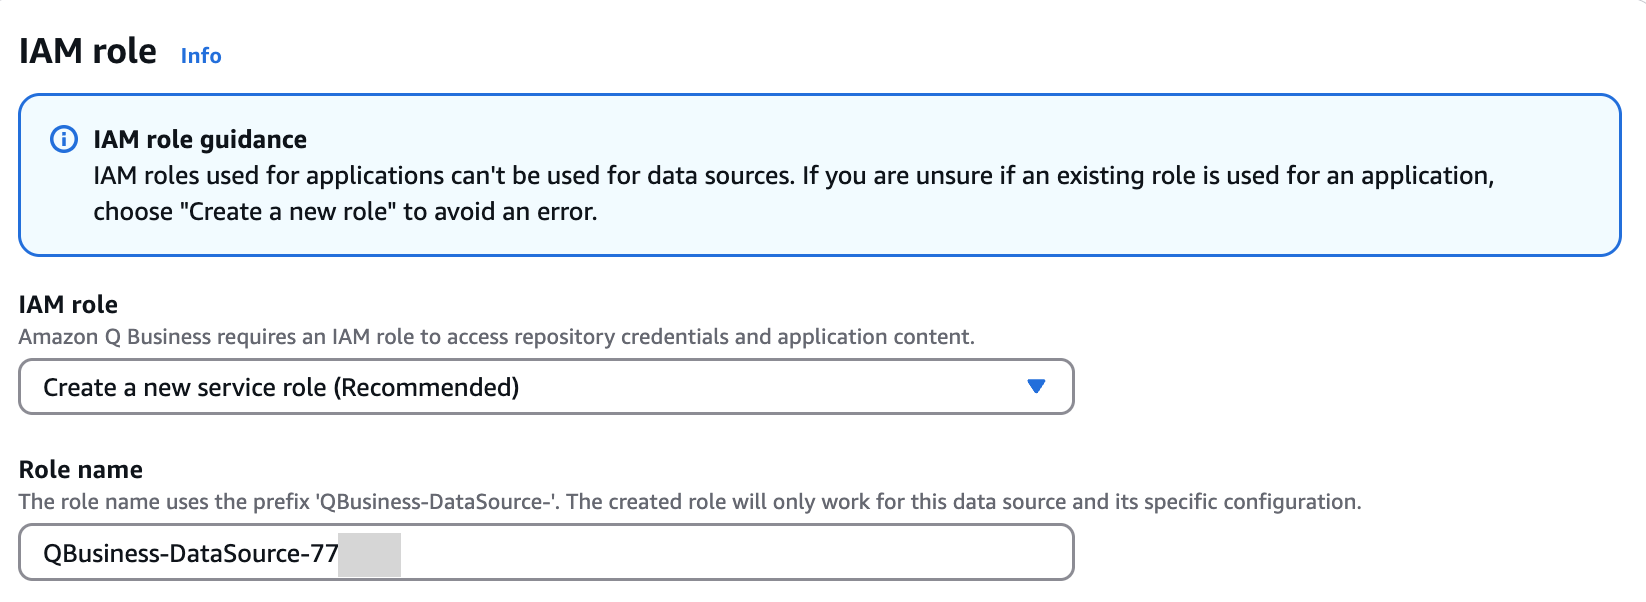 IAM role Info
IAM role guidance
IAM roles used for applications can't be used for data sources. If you are unsure if an existing role is used for an application,
choose "Create a new role" to avoid an error.
IAM role
Amazon Q Business requires an IAM role to access repository credentials and application content.
Create a new service role (Recommended)
Role name
The role name uses the prefix 'QBusiness-DataSource-'. The created role will only work for this data source and its specific configuration.
QBusiness-DataSource-77